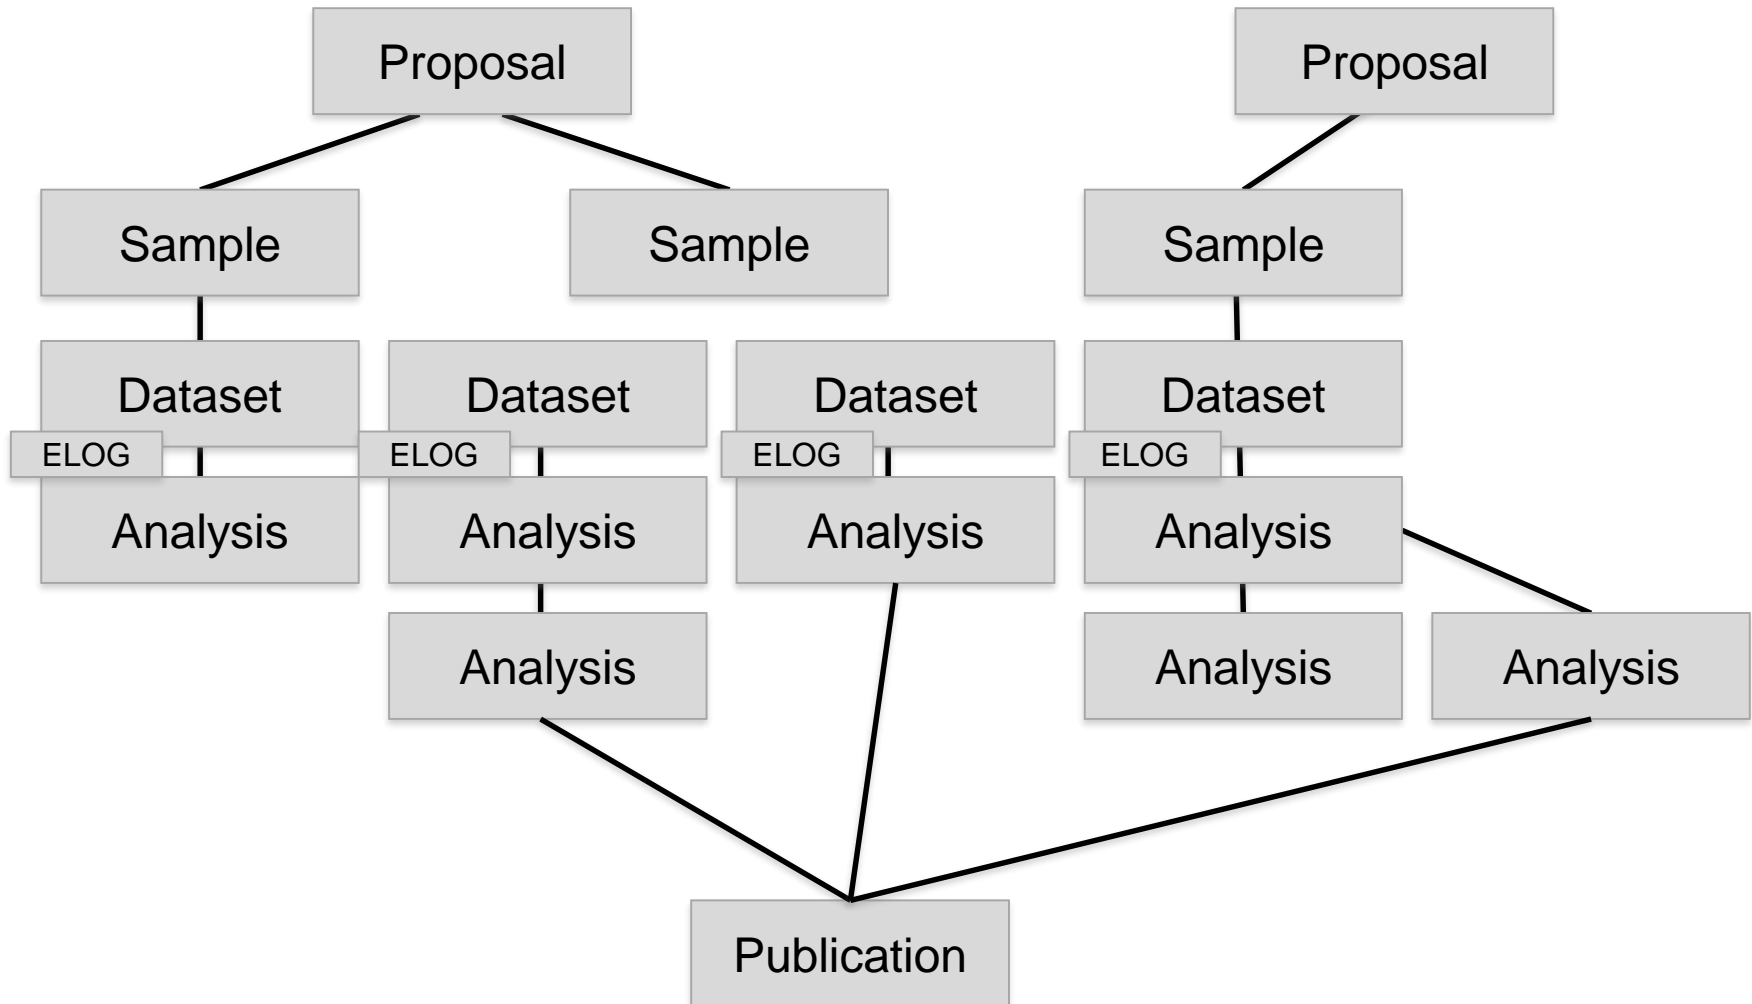 Proposal
Proposal
Sample
Sample
Sample
Dataset
Dataset
Dataset
Dataset
ELOG
ELOG
ELOG
ELOG
Analysis
Analysis
Analysis
Analysis
Analysis
Analysis
Analysis
Publication